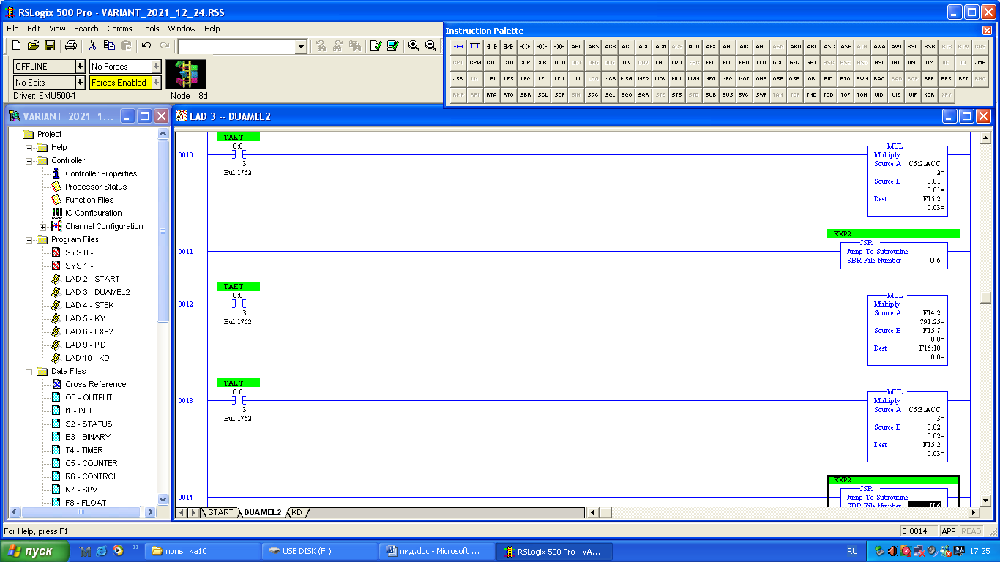 RSLogix 500 Pro - VARIANT_2021_12_24.RSS
File Edit View Search Comms Tools Window Help
Instruction Palette
ABL ABS ACB ACI ACL ACN ACS ADD AEX AHL AIC AND ASN ARD ARL ASC ASR ATN AWA AWT BSL BSR BTR BTW COS
CPT CPW CTU CTD COP CLR DCD DDT DEG DLG DIV ENC EQU FBC FFL FFU FRD FFV GCD GEQ GRT HSC HSL INT IIM IID JMP
JSR LN LBL LES LEQ LFL LFU LIM LOG MCR MSG MEQ MOV MUL MVM NEG NEQ NOT ONS OSF OSR OR PID PTO PWM RAC RAD RCP REF RES RET RHC
RMP RPI RTA RTO SBR SCL SCP SIN SQC SQL SQO SQR STE STS STD SUB SUS SVC SWP TAN TDF TND TOD TOF TON UID UIE UIF XOR XPY
OFFLINE No Forces
No Edits Forces Enabled
Driver: EMU500-1 Node : 8d
VARIANT_2021_1...
Project
Help
Controller
Controller Properties
Processor Status
Function Files
IO Configuration
Channel Configuration
Program Files
SYS 0 -
SYS 1 -
LAD 2 - START
LAD 3 - DUAMEL2
LAD 4 - STEK
LAD 5 - KY
LAD 6 - EXP2
LAD 9 - PID
LAD 10 - KD
Data Files
Cross Reference
O0 - OUTPUT
I1 - INPUT
S2 - STATUS
B3 - BINARY
T4 - TIMER
C5 - COUNTER
R6 - CONTROL
N7 - SPV
F8 - FLOAT
LAD 3 -- DUAMEL2
TAKT
O:0
0010
3
Bul.1762
MUL
Multiply
Source A C5:2.ACC
2<
Source B 0.01
0.01<
Dest F15:2
0.03<
EXP2
0011
JSR
Jump To Subroutine
SBR File Number U:6
TAKT
O:0
0012
3
Bul.1762
MUL
Multiply
Source A F14:2
791.25<
Source B F15:7
0.0<
Dest F15:10
0.0<
TAKT
O:0
0013
3
Bul.1762
MUL
Multiply
Source A C5:3.ACC
3<
Source B 0.02
0.02<
Dest F15:2
0.03<
EXP2
0014
JSR
Jump To Subroutine
SBR File Number U:6
START DUAMEL2 KD
For Help, press F1 3:0014 APP READ
пуск попытка10 USB DISK (F:) пид.doc - Microsoft ... RSLogix 500 Pro - VA... RL 17:25